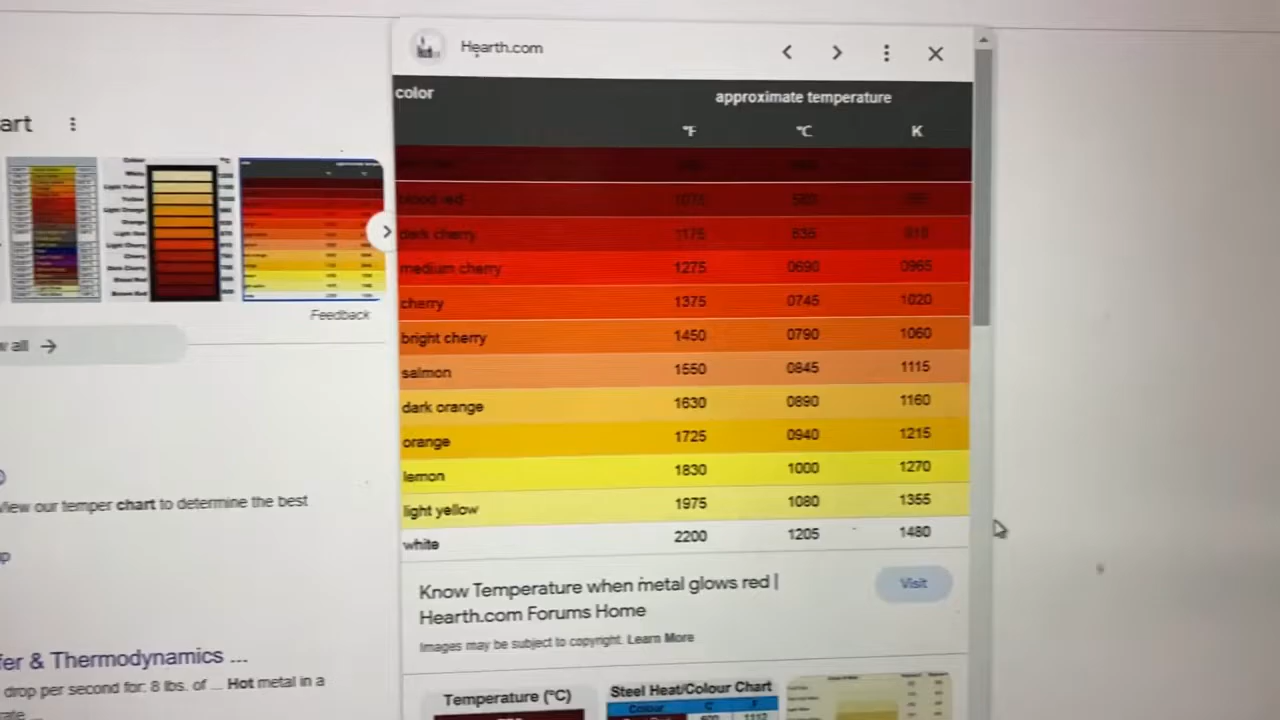 Hearth.com
color
approximate temperature
°F °C K
blood red 1075
dark cherry 1175 635 910
medium cherry 1275 0690 0965
cherry 1375 0745 1020
bright cherry 1450 0790 1060
salmon 1550 0845 1115
dark orange 1630 0890 1160
orange 1725 0940 1215
lemon 1830 1000 1270
light yellow 1975 1080 1355
white 2200 1205 1480
Know Temperature when metal glows red |
Hearth.com Forums Home
Visit
Images may be subject to copyright. Learn More
Temperature (°C)
Steel Heat/Colour Chart
Colour C F
art
Feedback
w all
View our temper chart to determine the best
fer & Thermodynamics ...
drop per second for: 8 lbs. of ... Hot metal in a
rate